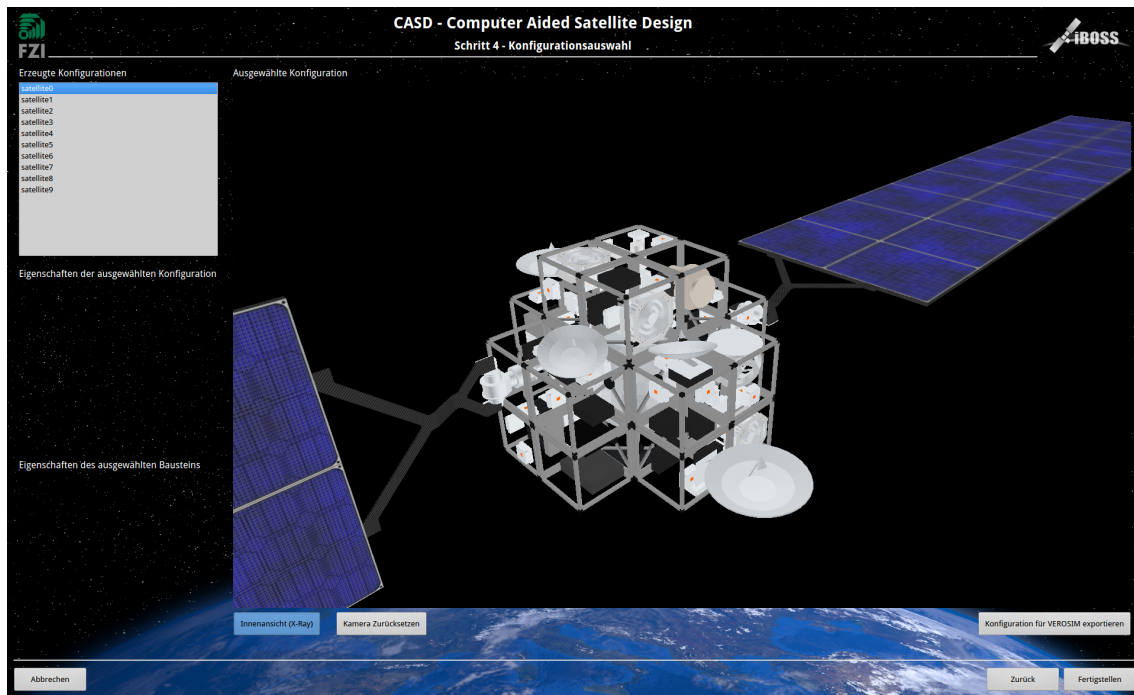 CASD - Computer Aided Satellite Design
Schritt 4 - Konfigurationsauswahl
FZI
iBOSS
Erzeugte Konfigurationen
satellite0
satellite1
satellite2
satellite3
satellite4
satellite5
satellite6
satellite7
satellite8
satellite9
Ausgewählte Konfiguration
Eigenschaften der ausgewählten Konfiguration
Eigenschaften des ausgewählten Bausteins
Innenansicht (X-Ray)
Kamera Zurücksetzen
Konfiguration für VEROSIM exportieren
Abbrechen
Zurück
Fertigstellen